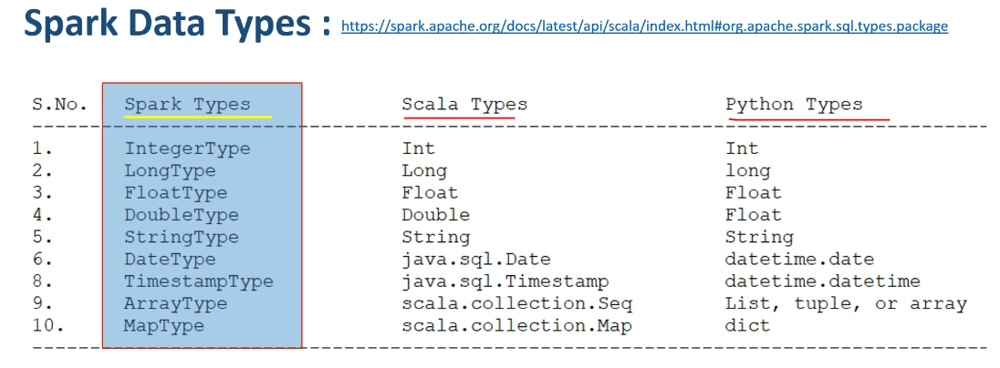 Spark Data Types : https://spark.apache.org/docs/latest/api/scala/index.html#org.apache.spark.sql.types.package
S.No. Spark Types Scala Types Python Types
--------------------------------------------------------------------------------
1. IntegerType Int Int
2. LongType Long long
3. FloatType Float Float
4. DoubleType Double Float
5. StringType String String
6. DateType java.sql.Date datetime.date
8. TimestampType java.sql.Timestamp datetime.datetime
9. ArrayType scala.collection.Seq List, tuple, or array
10. MapType scala.collection.Map dict
--------------------------------------------------------------------------------